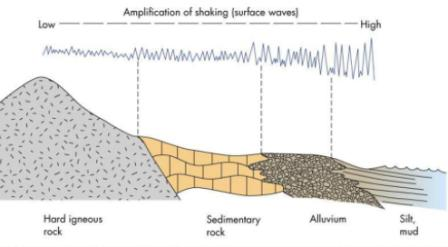 Amplification of shaking (surface waves)
Low
High
Hard igneous
rock
Sedimentary
rock
Alluvium
Silt,
mud